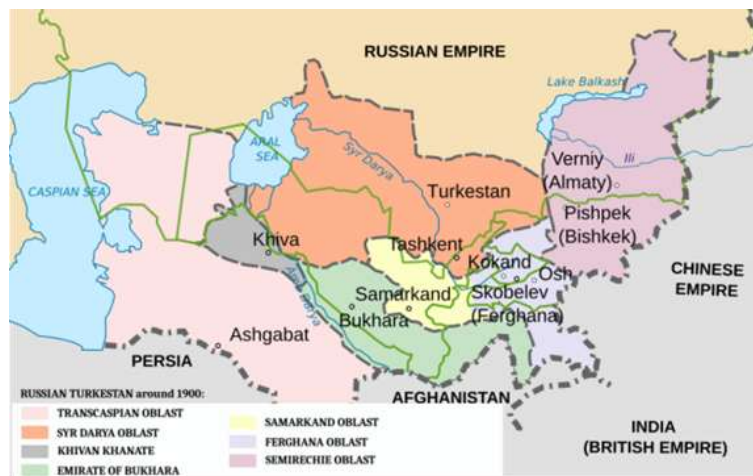 RUSSIAN EMPIRE
Lake Balkash
ARAL
SEA
Syr Darya
Verniy
(Almaty)
Ili
CASPIAN SEA
Turkestan
Pishpek
(Bishkek)
Khiva
Tashkent
Kokand
Osh
CHINESE
EMPIRE
Amu Darya
Samarkand
Skobelev
(Ferghana)
Bukhara
Ashgabat
PERSIA
AFGHANISTAN
INDIA
(BRITISH EMPIRE)
RUSSIAN TURKESTAN around 1900:
TRANSCASPIAN OBLAST
SYR DARYA OBLAST
KHIVAN KHANATE
EMIRATE OF BUKHARA
SAMARKAND OBLAST
FERGHANA OBLAST
SEMIRECHIE OBLAST